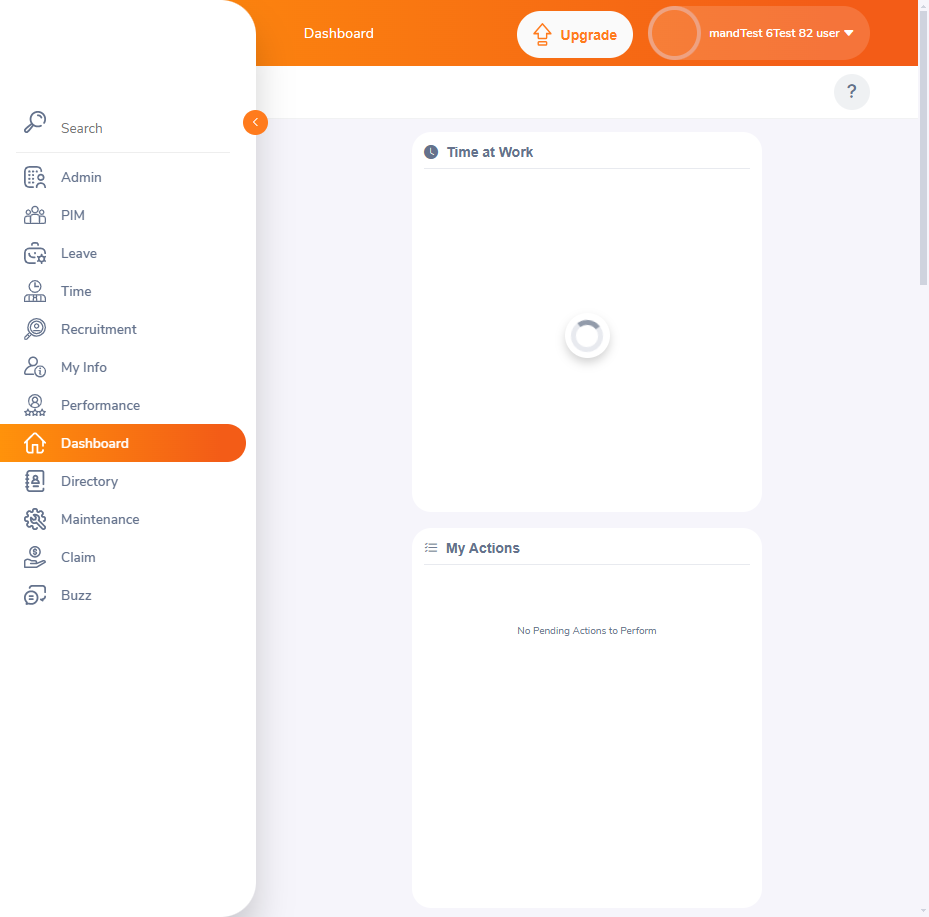 Dashboard
Upgrade
mandTest 6Test 82 user
?
Search
Admin
PIM
Leave
Time
Recruitment
My Info
Performance
Dashboard
Directory
Maintenance
Claim
Buzz
Time at Work
My Actions
No Pending Actions to Perform